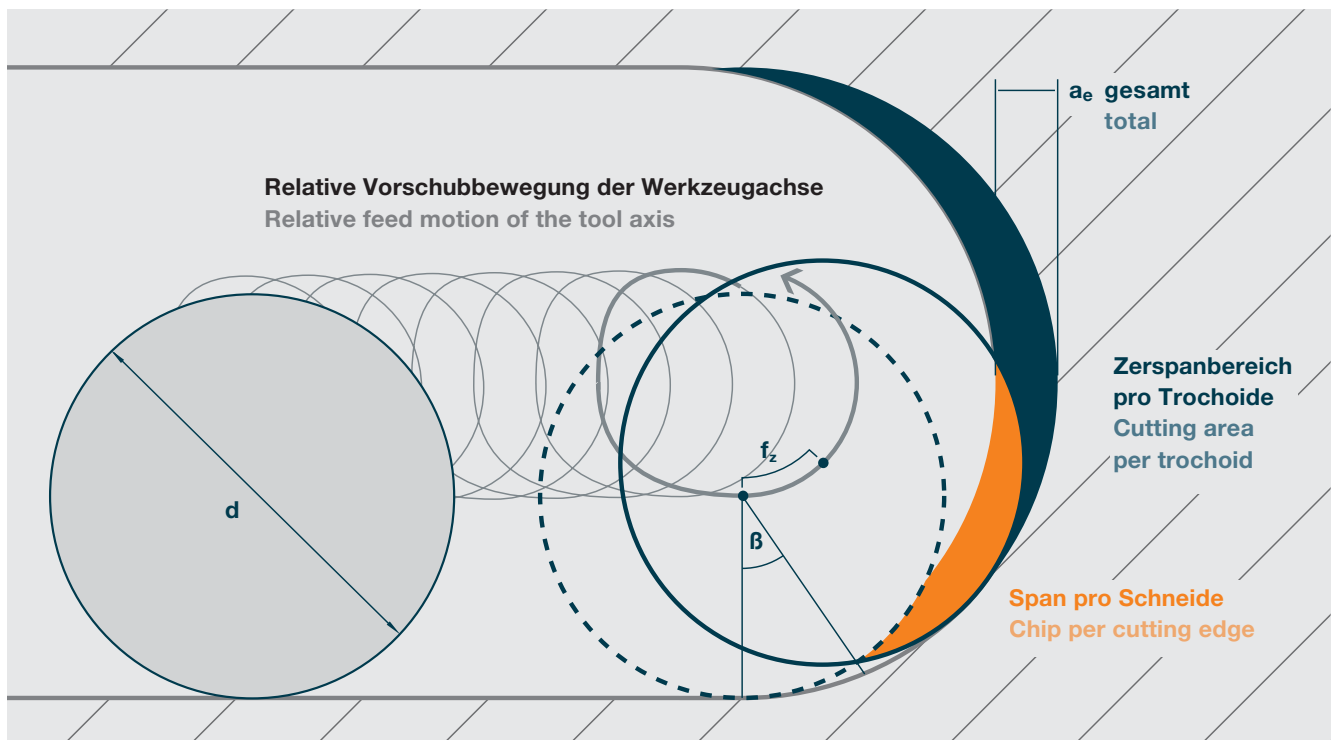 aₑ gesamt
total
Relative Vorschubbewegung der Werkzeugachse
Relative feed motion of the tool axis
Zerspanbereich
pro Trochoide
Cutting area
per trochoid
f_z
d
ß
Span pro Schneide
Chip per cutting edge